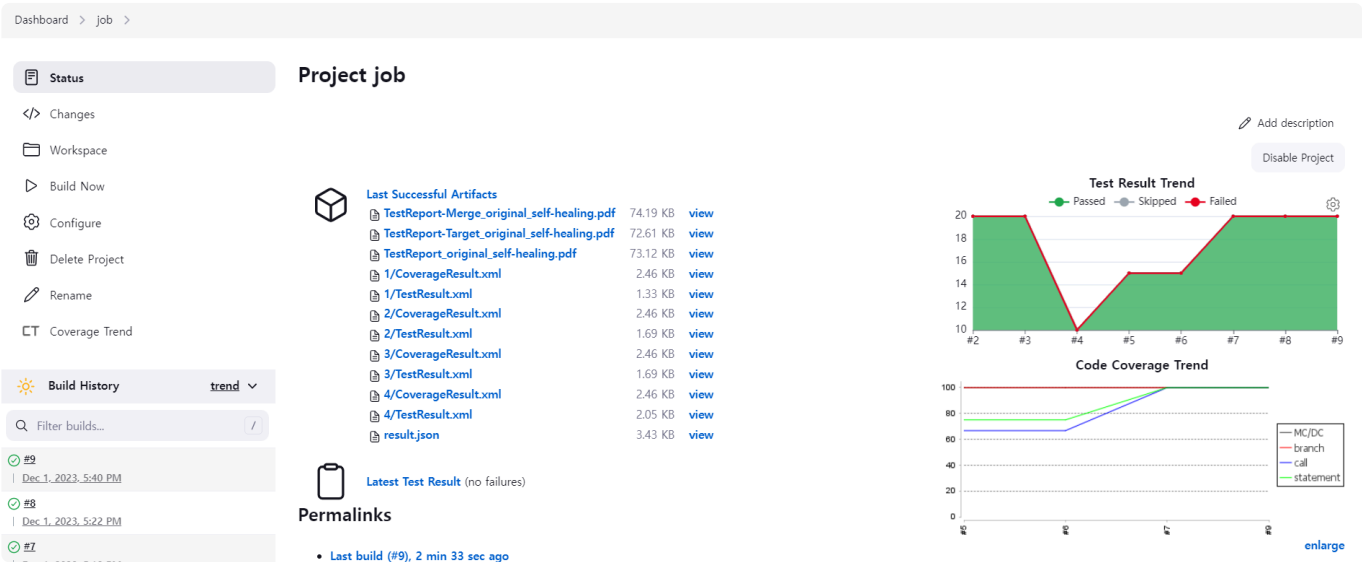 Dashboard > job >
Status
Changes
Workspace
Build Now
Configure
Delete Project
Rename
CT Coverage Trend
Build History trend
Filter builds... /
#9
Dec 1, 2023, 5:40 PM
#8
Dec 1, 2023, 5:22 PM
#7
Project job
Add description
Disable Project
Last Successful Artifacts
TestReport-Merge_original_self-healing.pdf 74.19 KB view
TestReport-Target_original_self-healing.pdf 72.61 KB view
TestReport_original_self-healing.pdf 73.12 KB view
1/CoverageResult.xml 2.46 KB view
1/TestResult.xml 1.33 KB view
2/CoverageResult.xml 2.46 KB view
2/TestResult.xml 1.69 KB view
3/CoverageResult.xml 2.46 KB view
3/TestResult.xml 1.69 KB view
4/CoverageResult.xml 2.46 KB view
4/TestResult.xml 2.05 KB view
result.json 3.43 KB view
Latest Test Result (no failures)
Permalinks
• Last build (#9), 2 min 33 sec ago
Test Result Trend
Passed Skipped Failed
20
18
16
14
12
10
#2 #3 #4 #5 #6 #7 #8 #9
Code Coverage Trend
100
80
60
40
20
0
#5 #6 #7 #9
MC/DC
branch
call
statement
enlarge